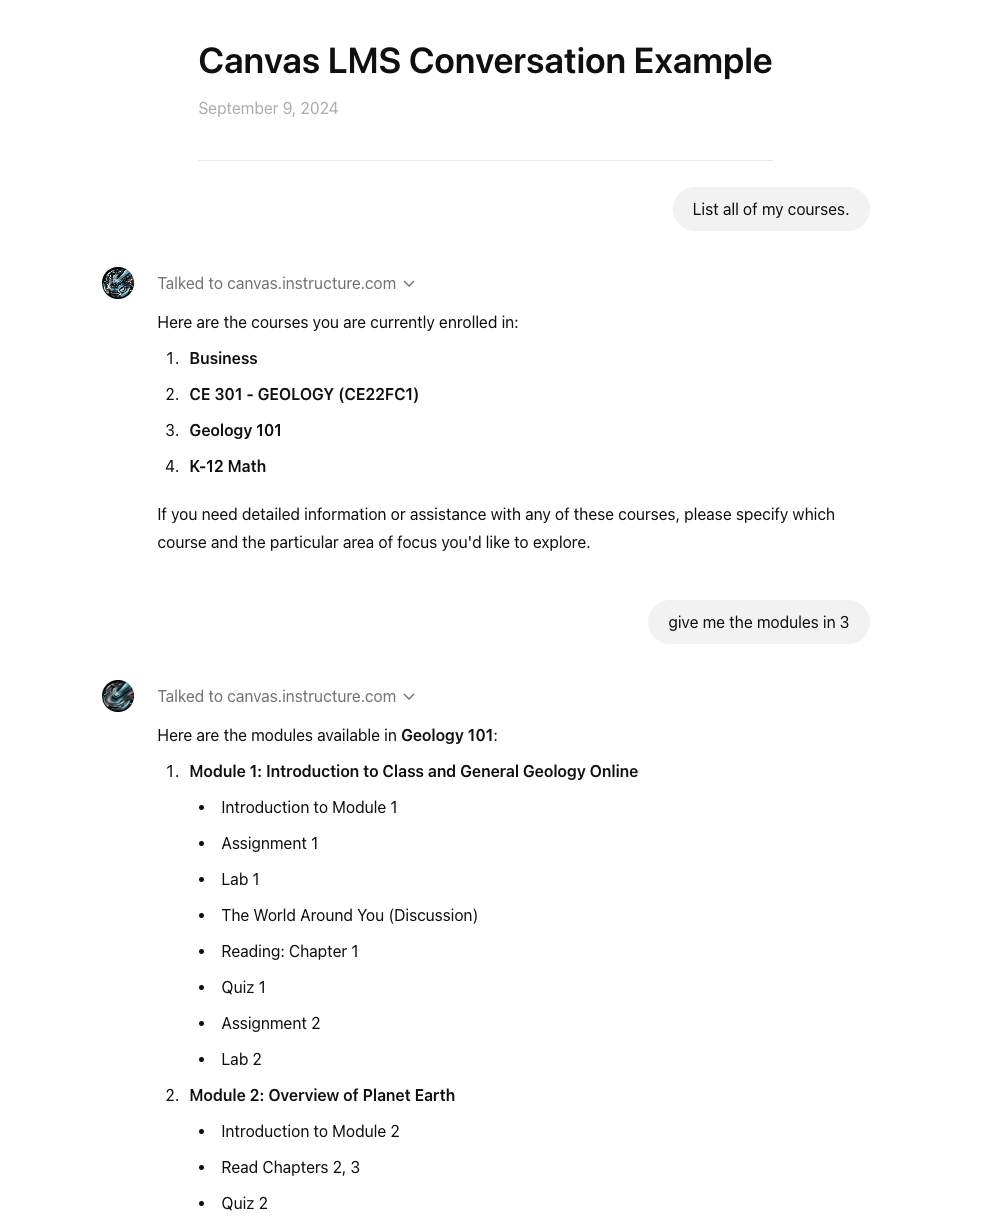 Canvas LMS Conversation Example
September 9, 2024
List all of my courses.
Talked to canvas.instructure.com
Here are the courses you are currently enrolled in:
1. Business
2. CE 301 - GEOLOGY (CE22FC1)
3. Geology 101
4. K-12 Math
If you need detailed information or assistance with any of these courses, please specify which
course and the particular area of focus you'd like to explore.
give me the modules in 3
Talked to canvas.instructure.com
Here are the modules available in Geology 101:
1. Module 1: Introduction to Class and General Geology Online
• Introduction to Module 1
• Assignment 1
• Lab 1
• The World Around You (Discussion)
• Reading: Chapter 1
• Quiz 1
• Assignment 2
• Lab 2
2. Module 2: Overview of Planet Earth
• Introduction to Module 2
• Read Chapters 2, 3
• Quiz 2